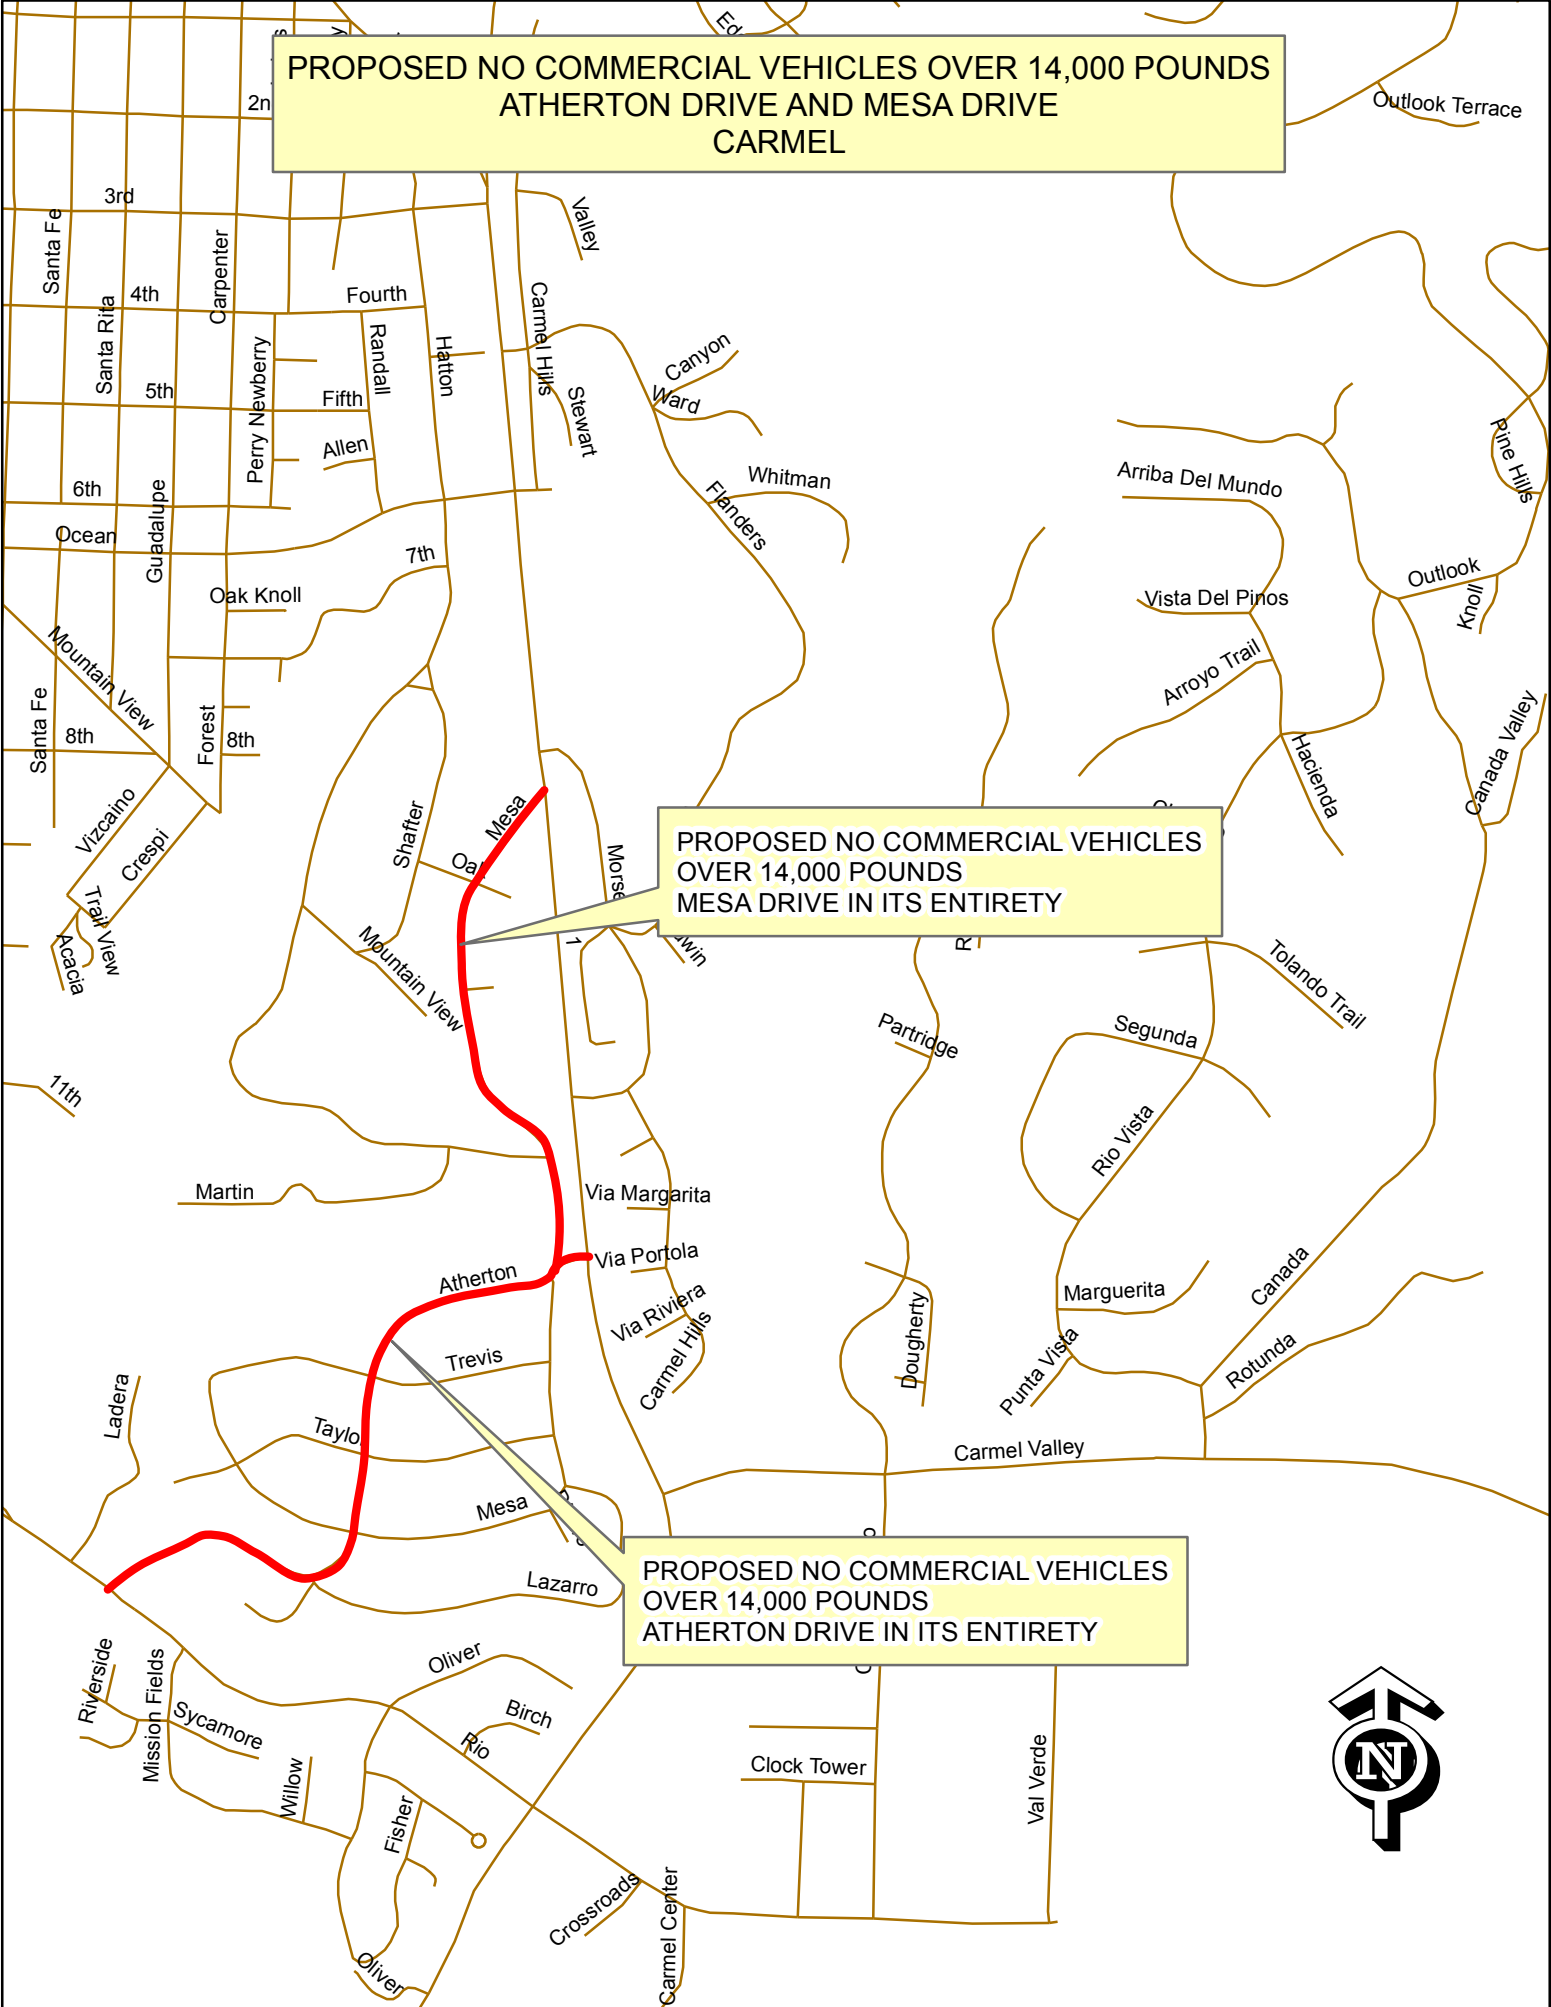 PROPOSED NO COMMERCIAL VEHICLES OVER 14,000 POUNDS
ATHERTON DRIVE AND MESA DRIVE
CARMEL
Outlook Terrace
3rd
Valley
Santa Fe
Carpenter
4th
Fourth
Santa Rita
Carmel Hills
Randall
Hatton
Perry Newberry
Canyon
5th
Fifth
Ward
Stewart
Allen
Pine Hills
6th
Whitman
Arriba Del Mundo
Guadalupe
Flanders
Ocean
7th
Outlook
Oak Knoll
Vista Del Pinos
Knoll
Mountain View
Arroyo Trail
Santa Fe
8th
Forest
8th
Canada Valley
Hacienda
Vizcaino
Crespi
Shafter
Mesa
PROPOSED NO COMMERCIAL VEHICLES
OVER 14,000 POUNDS
MESA DRIVE IN ITS ENTIRETY
Trail View
Acacia
Mountain View
1
Tolando Trail
Partridge
Segunda
11th
Rio Vista
Martin
Via Margarita
Via Portola
Atherton
Canada
Marguerita
Via Riviera
Dougherty
Carmel Hills
Trevis
Punta Vista
Rotunda
Ladera
Carmel Valley
Mesa
PROPOSED NO COMMERCIAL VEHICLES
OVER 14,000 POUNDS
ATHERTON DRIVE IN ITS ENTIRETY
Lazarro
Oliver
Riverside
Mission Fields
Sycamore
Birch
Rio
Willow
Clock Tower
Val Verde
Fisher
Crossroads
Carmel Center
Oliver
N